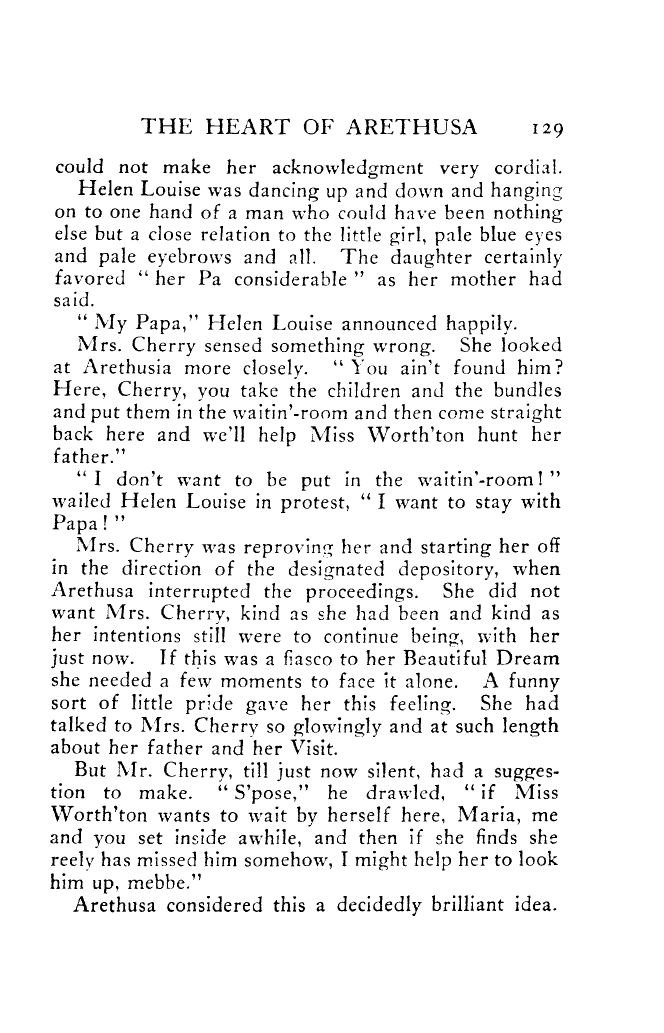 THE HEART OF ARETHUSA 129
could not make her acknowledgment very cordial.
Helen Louise was dancing up and down and hanging
on to one hand of a man who could have been nothing
else but a close relation to the little girl, pale blue eyes
and pale eyebrows and all. The daughter certainly
favored " her Pa considerable " as her mother had
said.
" My Papa," Helen Louise announced happily.
Mrs. Cherry sensed something wrong. She looked
at Arethusia more closely. " You ain't found him?
Here, Cherry, you take the children and the bundles
and put them in the waitin'-room and then come straight
back here and we'll help Miss Worth'ton hunt her
father."
" I don't want to be put in the waitin'-room! "
wailed Helen Louise in protest, " I want to stay with
Papa! "
Mrs. Cherry was reproving her and starting her off
in the direction of the designated depository, when
Arethusa interrupted the proceedings. She did not
want Mrs. Cherry, kind as she had been and kind as
her intentions still were to continue being, with her
just now. If this was a fiasco to her Beautiful Dream
she needed a few moments to face it alone. A funny
sort of little pride gave her this feeling. She had
talked to Mrs. Cherry so glowingly and at such length
about her father and her Visit.
But Mr. Cherry, till just now silent, had a sugges-
tion to make. " S'pose," he drawled, " if Miss
Worth'ton wants to wait by herself here, Maria, me
and you set inside awhile, and then if she finds she
reely has missed him somehow, I might help her to look
him up, mebbe."
Arethusa considered this a decidedly brilliant idea.